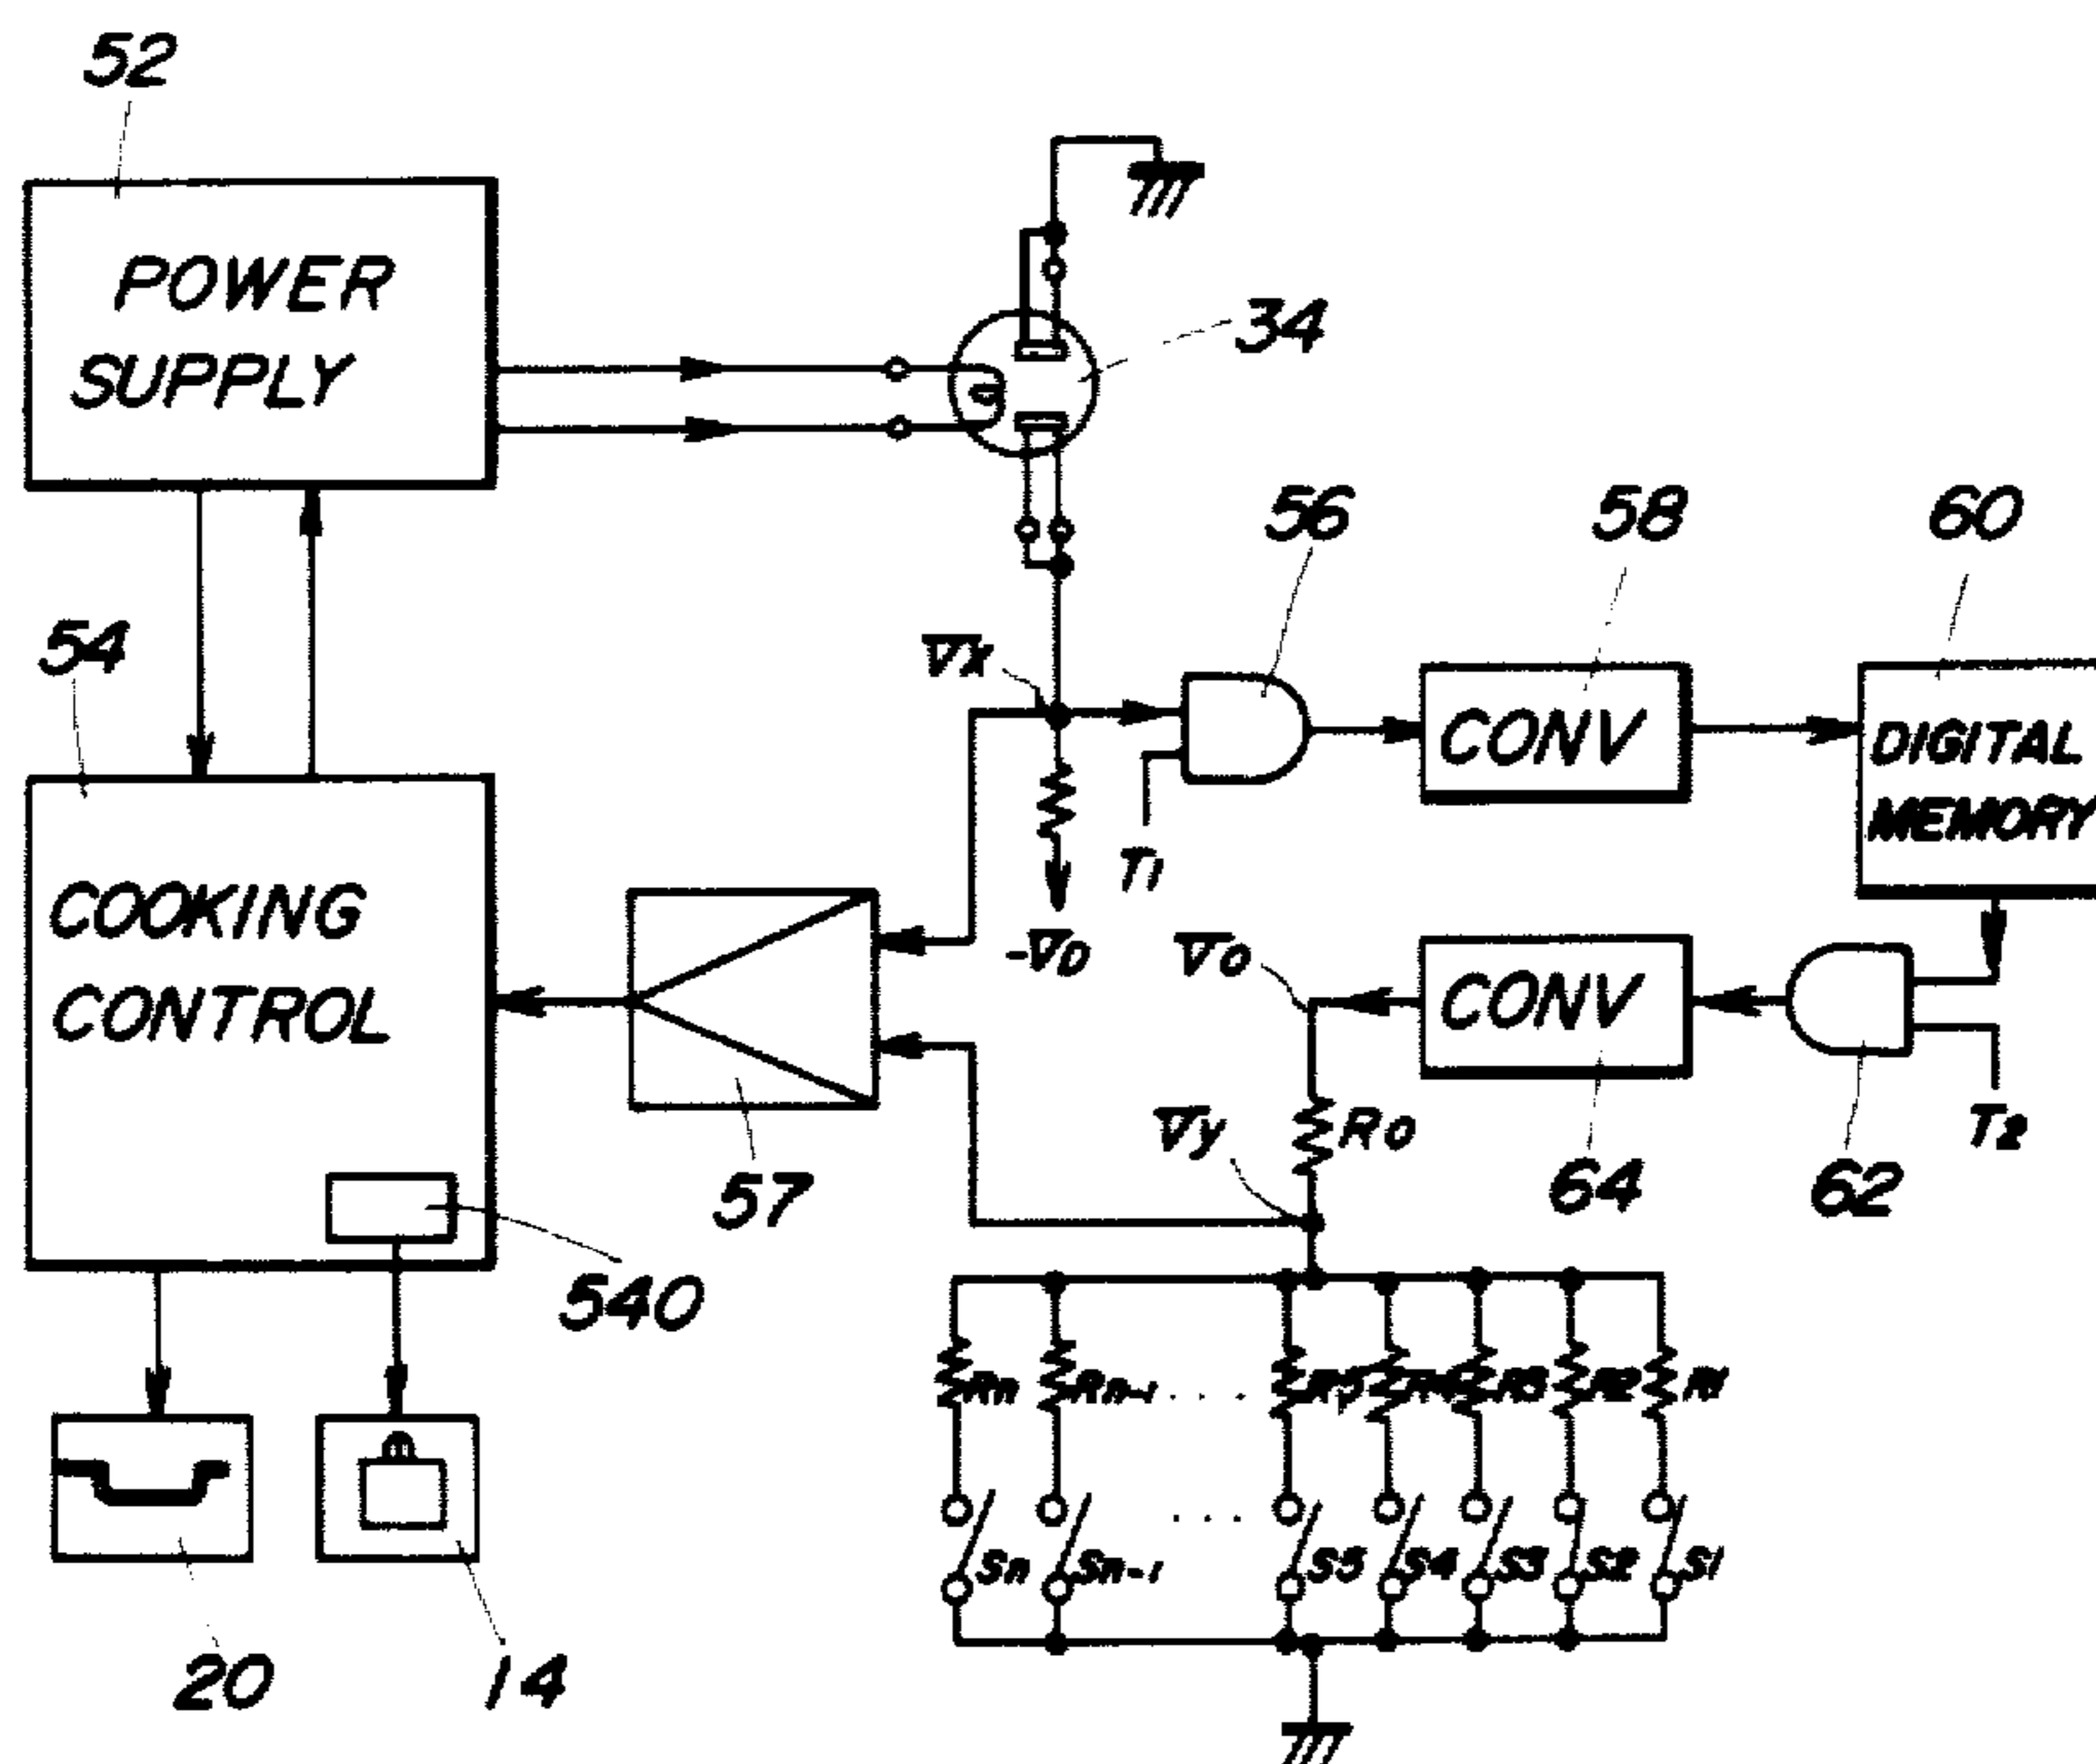 52
POWER
SUPPLY
34
56
58
60
54
Vx
CONV
DIGITAL
MEMORY
T1
-VD
COOKING
CONTROL
57
Vo
CONV
Ro
Vy
64
62
T2
540
Rn
Rn-1
. . .
R5
R4
R3
R2
R1
Sn
Sn-1
. . .
S5
S4
S3
S2
S1
20
14